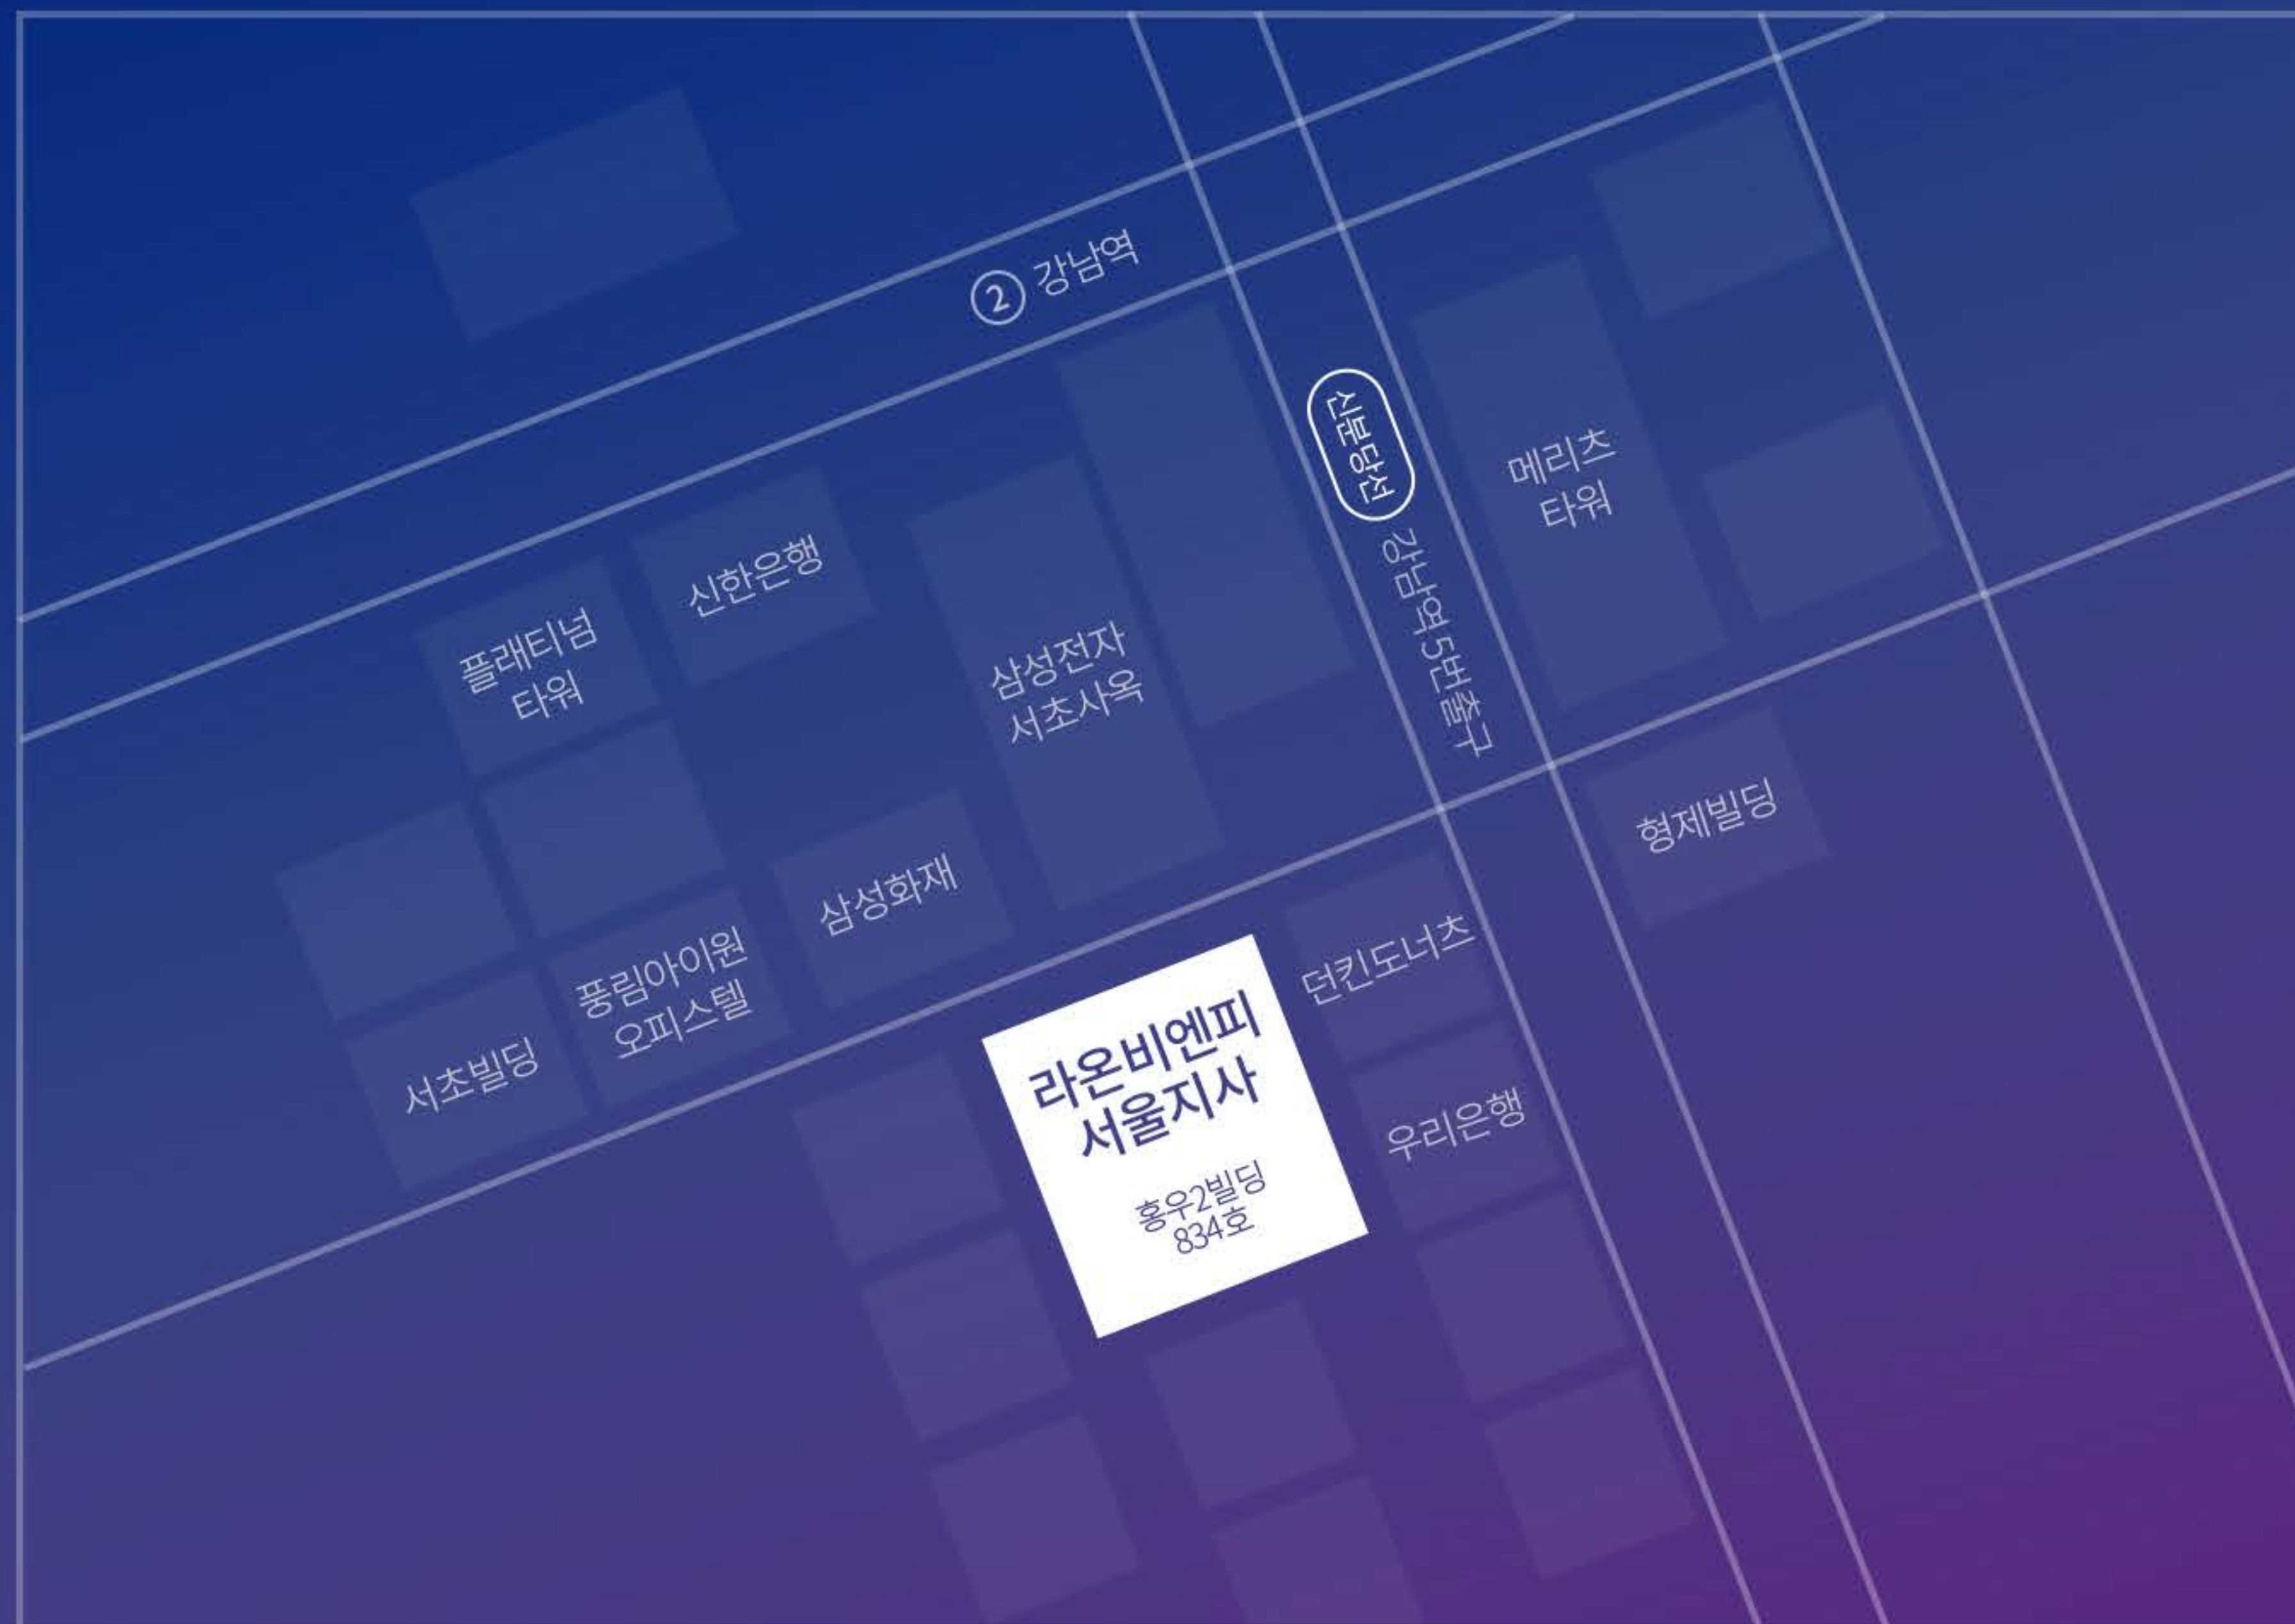 ② 강남역
신분당선
강남역 5번출구
메리츠
타워
신한은행
플래티넘
타워
삼성전자
서초사옥
형제빌딩
삼성화재
풍림아이원
오피스텔
서초빌딩
던킨도너츠
라온비엔피
서울지사
홍우2빌딩
834호
우리은행